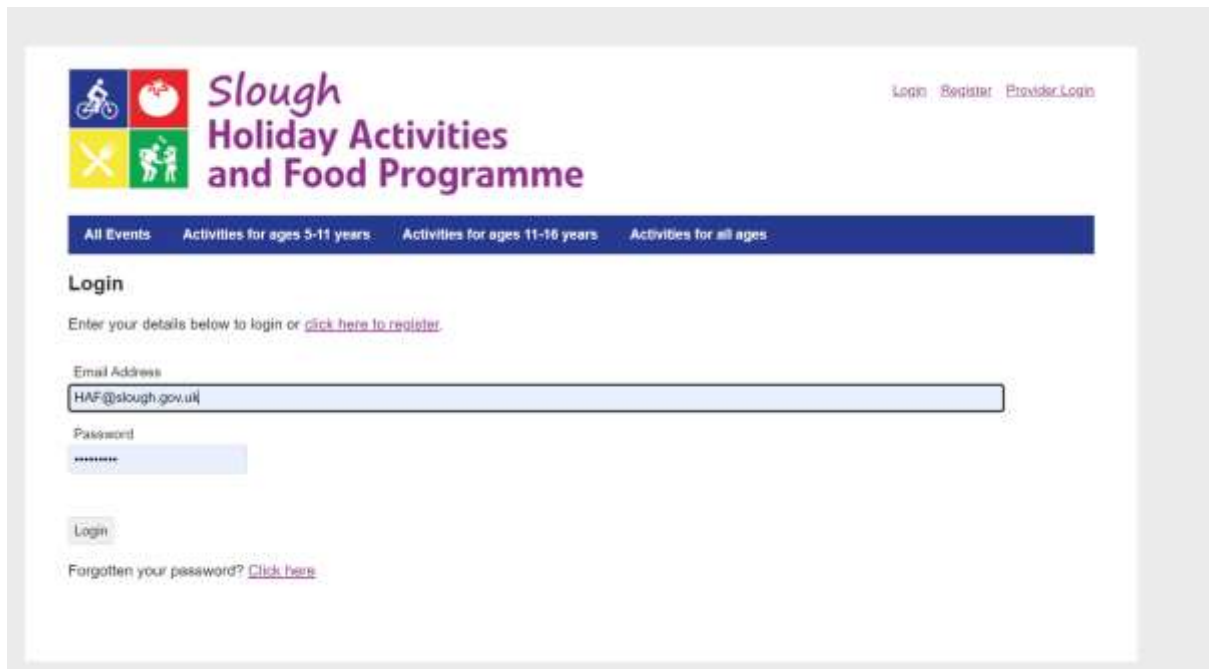 Slough
Holiday Activities
and Food Programme
Login Register Provider Login
All Events Activities for ages 5-11 years Activities for ages 11-16 years Activities for all ages
Login
Enter your details below to login or click here to register.
Email Address
HAF@slough.gov.uk
Password
•••••••••
Login
Forgotten your password? Click here